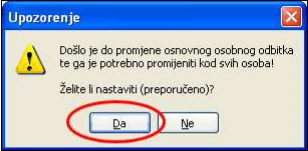 Upozorenje
Došlo je do promjene osnovnog osobnog odbitka
te ga je potrebno promijeniti kod svih osoba!
Želite li nastaviti (preporučeno)?
Da
Ne